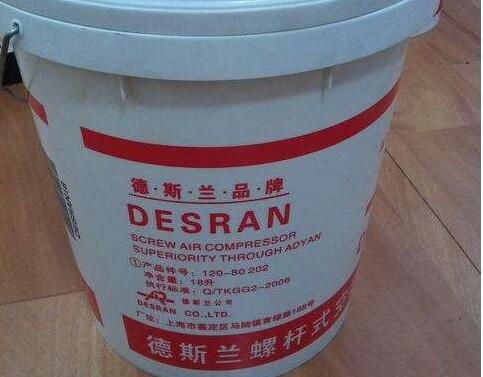 德·斯·兰·品·牌
DESRAN
SCREW AIR COMPRESSOR
SUPERIORITY THROUGH ADYAN
①产品件号：120-80 202
净含量：18升
执行标准：Q/TKGG2-2006
德斯兰公司
DESRAN CO.,LTD.
厂址：上海市嘉定区马陆镇育绿路188号
德斯兰螺杆式空